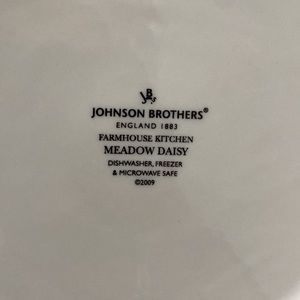 JOHNSON BROTHERS®
ENGLAND 1883
FARMHOUSE KITCHEN
MEADOW DAISY
DISHWASHER, FREEZER
& MICROWAVE SAFE
©2009